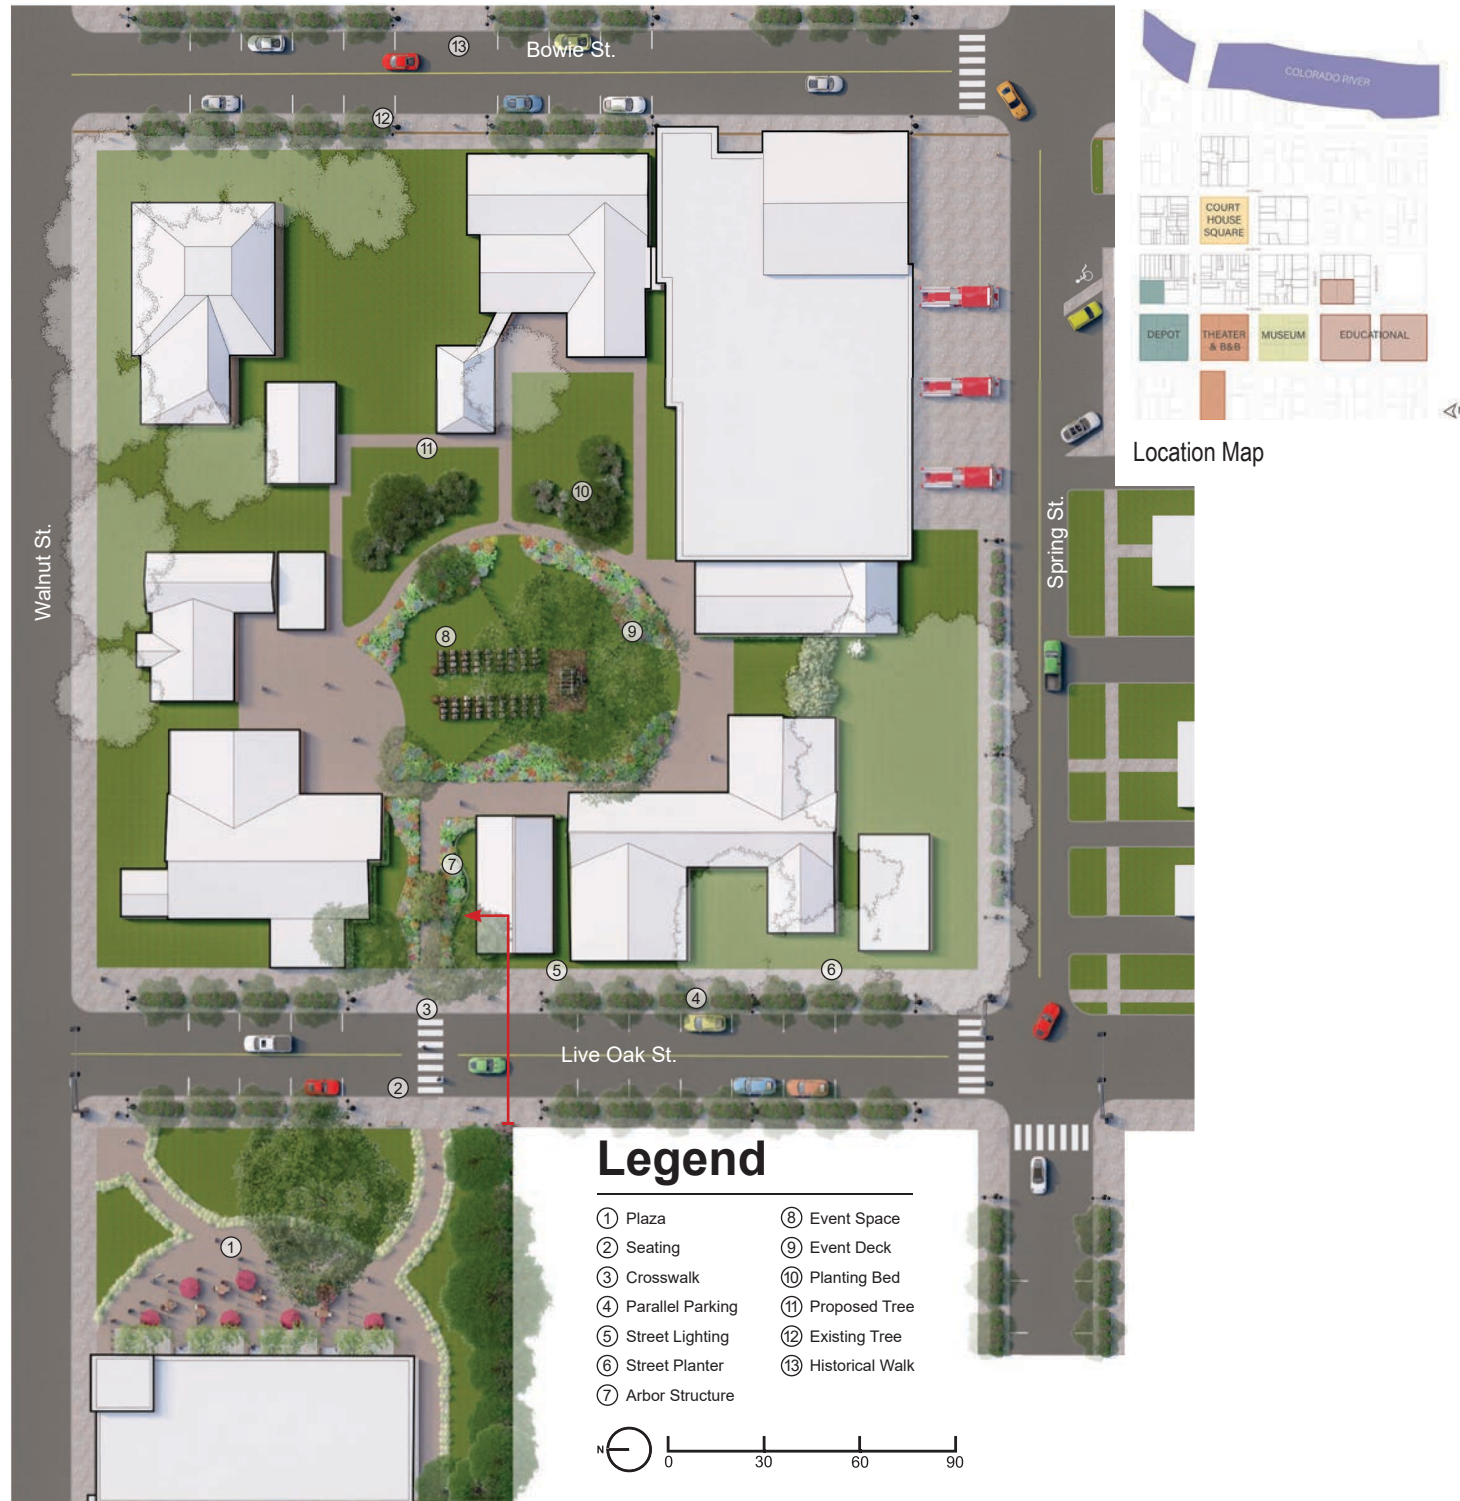 13
Bowie St.
12
COLORADO RIVER
COURT
HOUSE
SQUARE
DEPOT
THEATER
& B&B
MUSEUM
EDUCATIONAL
Location Map
11
10
Walnut St.
Spring St.
8
9
7
5
6
4
3
Live Oak St.
2
1
Legend
1 Plaza
2 Seating
3 Crosswalk
4 Parallel Parking
5 Street Lighting
6 Street Planter
7 Arbor Structure
8 Event Space
9 Event Deck
10 Planting Bed
11 Proposed Tree
12 Existing Tree
13 Historical Walk
N
0 30 60 90